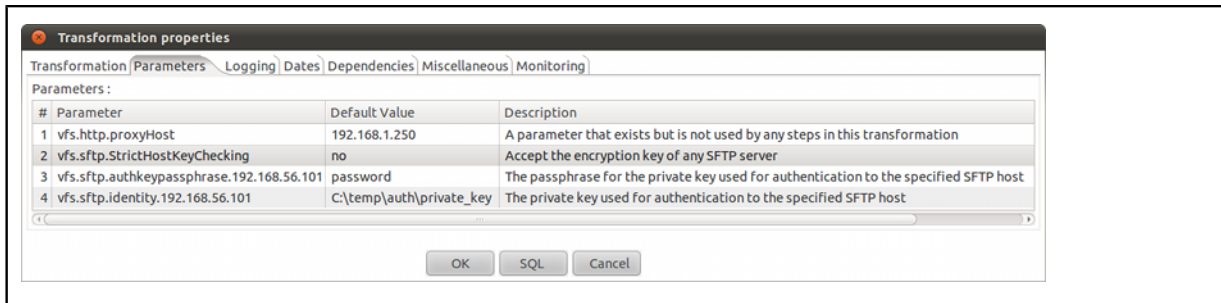 Transformation properties
Transformation Parameters Logging Dates Dependencies Miscellaneous Monitoring
Parameters :
# Parameter Default Value Description
1 vfs.http.proxyHost 192.168.1.250 A parameter that exists but is not used by any steps in this transformation
2 vfs.sftp.StrictHostKeyChecking no Accept the encryption key of any SFTP server
3 vfs.sftp.authkeypassphrase.192.168.56.101 password The passphrase for the private key used for authentication to the specified SFTP host
4 vfs.sftp.identity.192.168.56.101 C:\temp\auth\private_key The private key used for authentication to the specified SFTP host
OK SQL Cancel